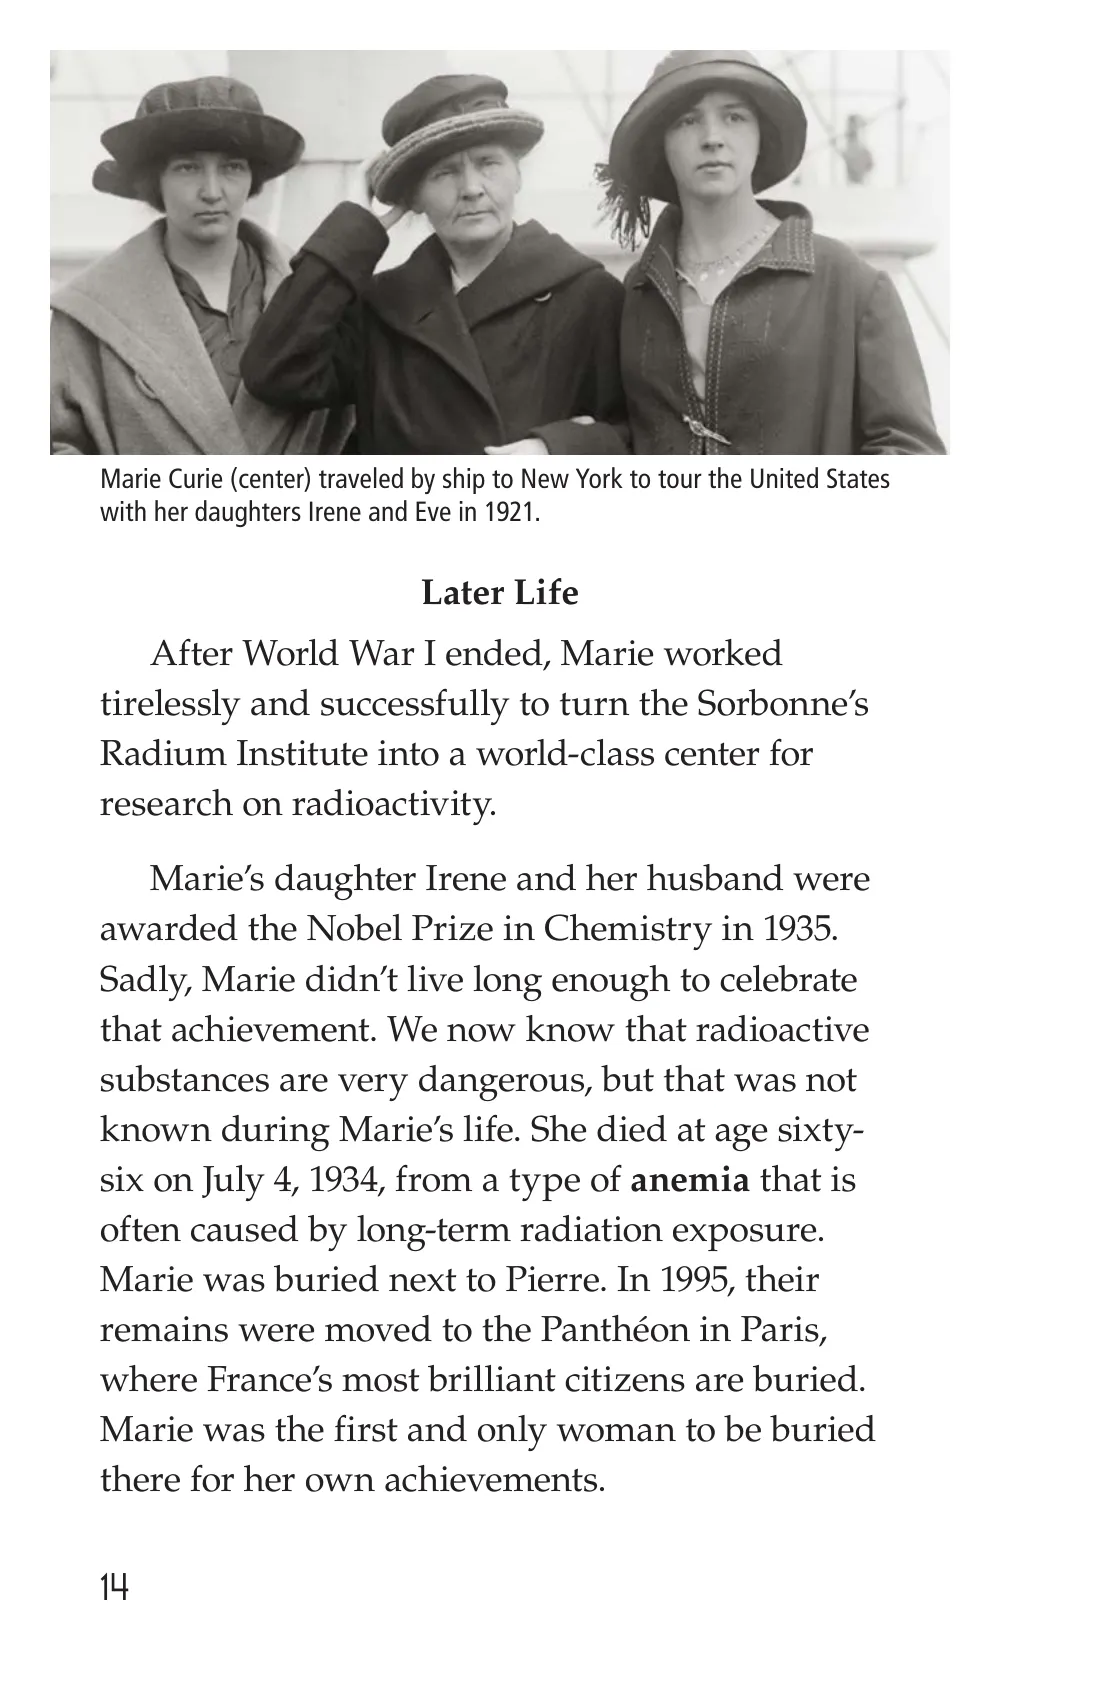 Marie Curie (center) traveled by ship to New York to tour the United States
with her daughters Irene and Eve in 1921.
Later Life
After World War I ended, Marie worked
tirelessly and successfully to turn the Sorbonne’s
Radium Institute into a world-class center for
research on radioactivity.
Marie’s daughter Irene and her husband were
awarded the Nobel Prize in Chemistry in 1935.
Sadly, Marie didn’t live long enough to celebrate
that achievement. We now know that radioactive
substances are very dangerous, but that was not
known during Marie’s life. She died at age sixty-
six on July 4, 1934, from a type of anemia that is
often caused by long-term radiation exposure.
Marie was buried next to Pierre. In 1995, their
remains were moved to the Panthéon in Paris,
where France’s most brilliant citizens are buried.
Marie was the first and only woman to be buried
there for her own achievements.
14